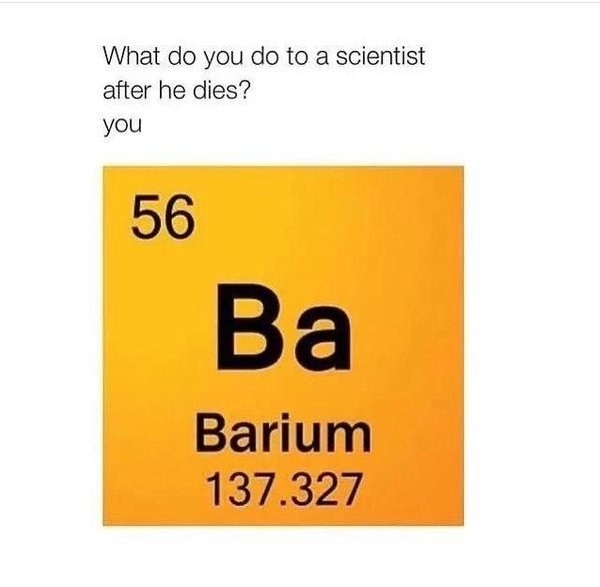 What do you do to a scientist
after he dies?
you
56
Ba
Barium
137.327